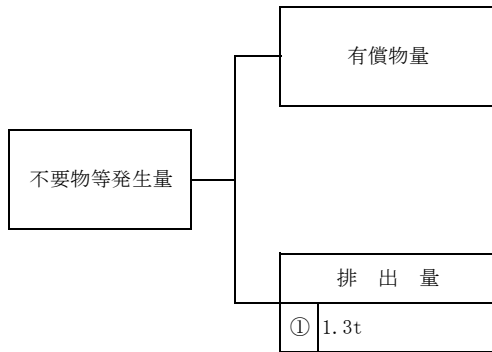 有償物量
不要物等発生量
排 出 量
① 1.3t